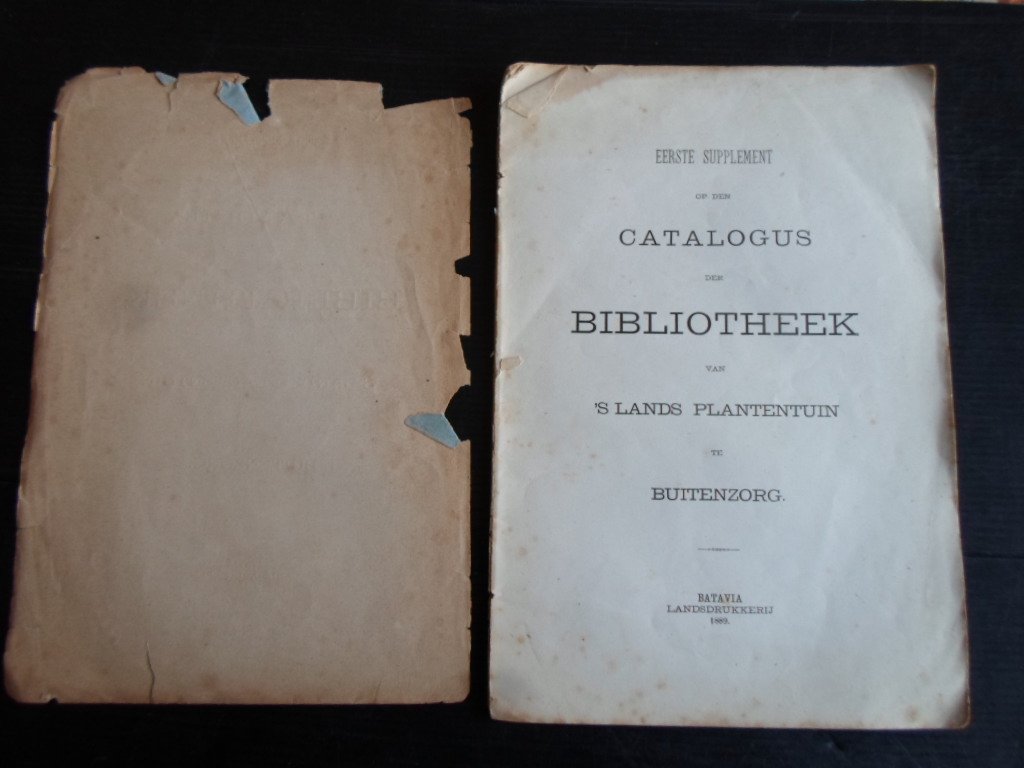 EERSTE SUPPLEMENT
OP DEN
CATALOGUS
DER
BIBLIOTHEEK
VAN
'S LANDS PLANTENTUIN
TE
BUITENZORG.
BATAVIA
LANDSDRUKKERIJ
1889.